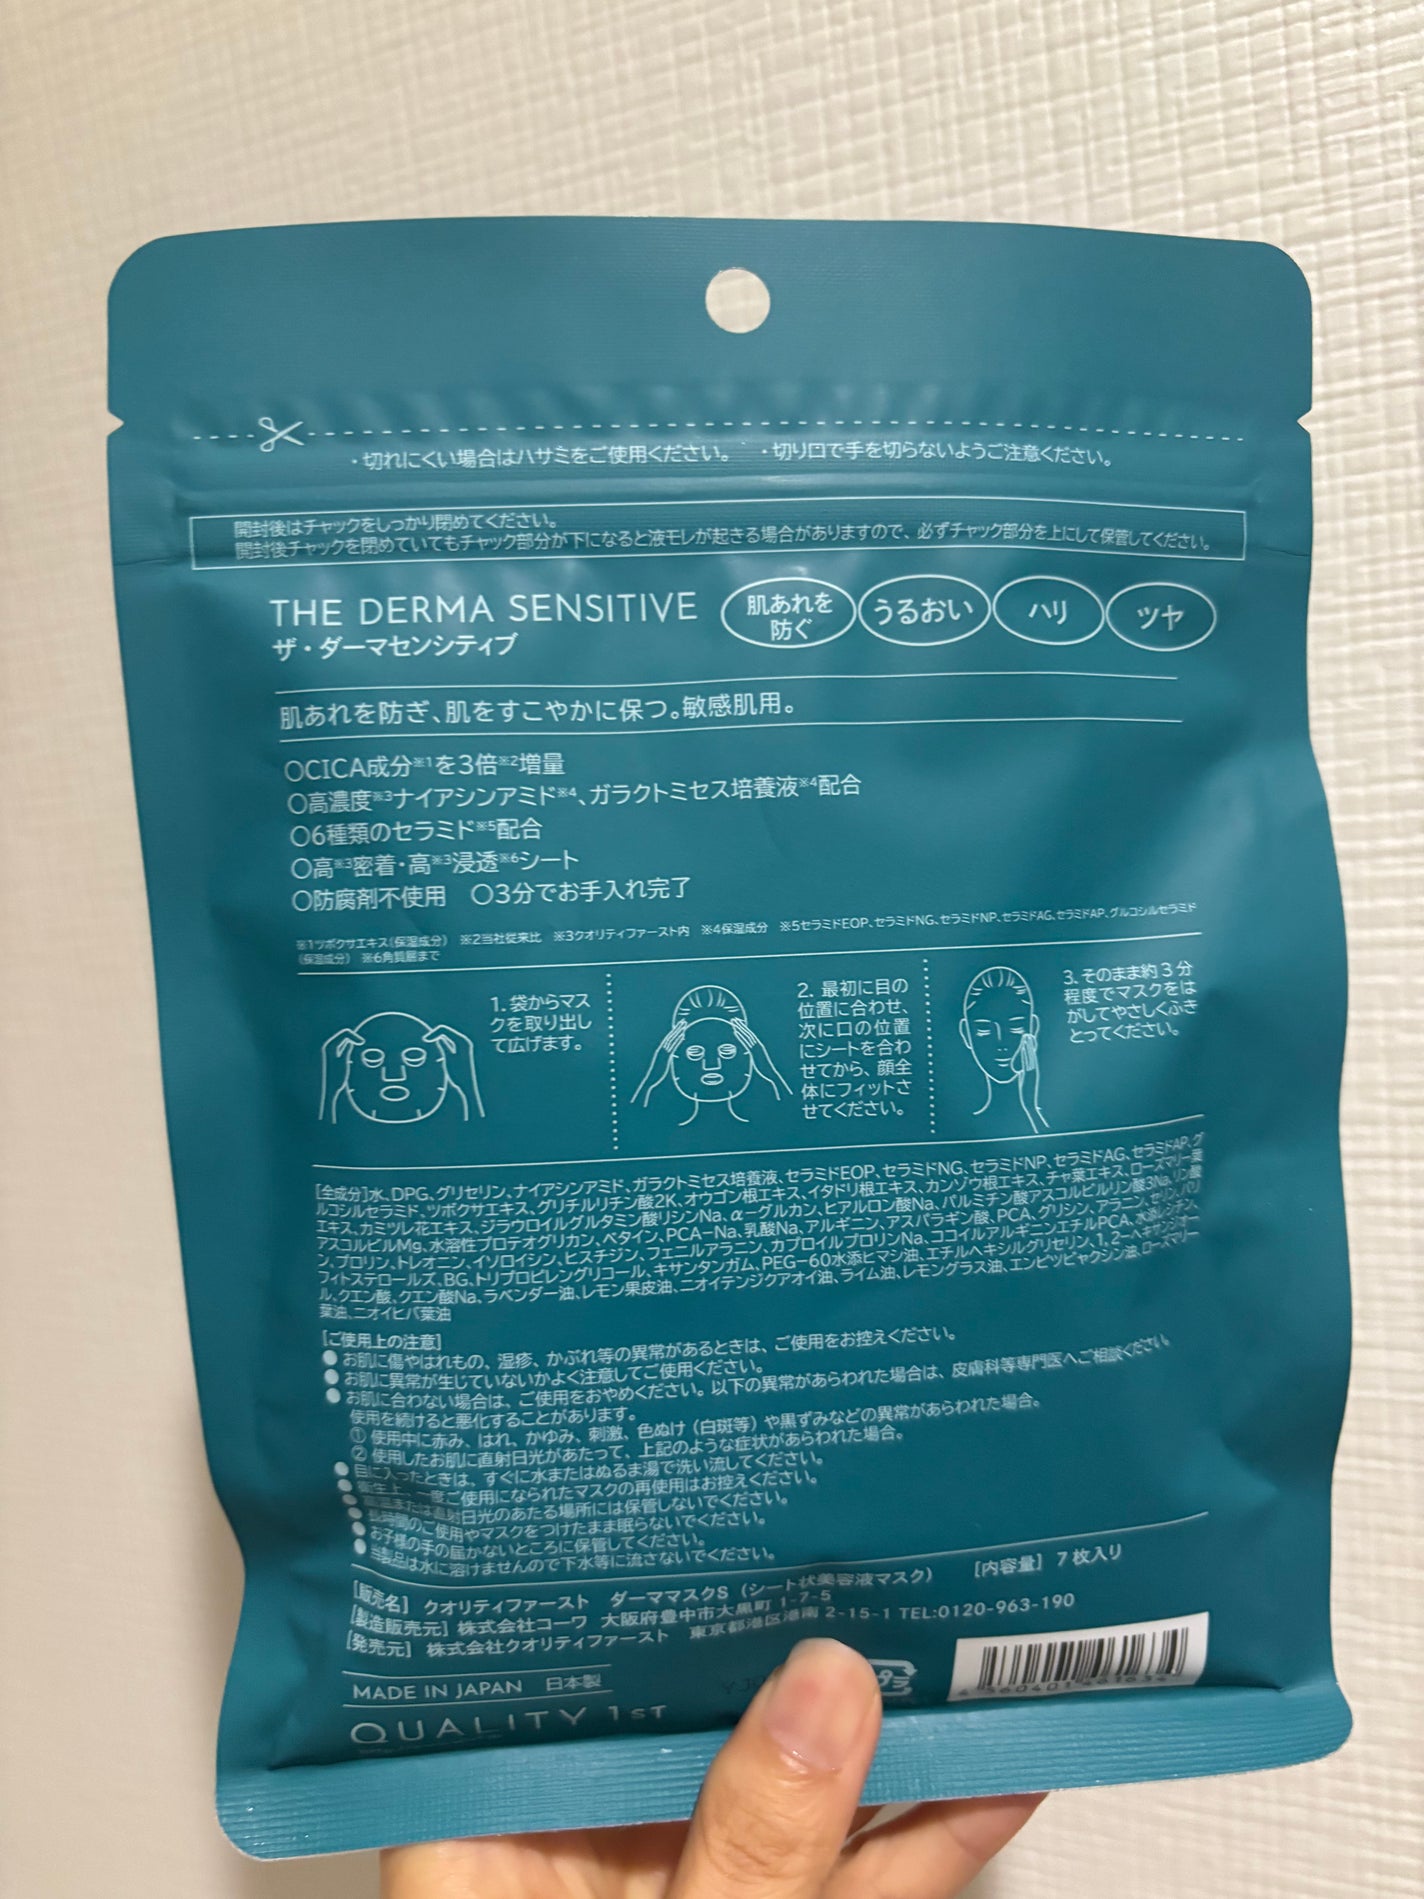 ・切れにくい場合はハサミをご使用ください。 ・切り口で手を切らないようご注意ください。
開封後はチャックをしっかり閉めてください。
開封後チャックを閉めていてもチャック部分が下になると液モレが起きる場合がありますので、必ずチャック部分を上にして保管してください。
THE DERMA SENSITIVE
ザ・ダーマセンシティブ
肌あれを
防ぐ
うるおい
ハリ
ツヤ
肌あれを防ぎ、肌をすこやかに保つ。敏感肌用。
○CICA成分※1を3倍※2増量
○高濃度※3ナイアシンアミド※4、ガラクトミセス培養液※4配合
○6種類のセラミド※5配合
○高※3密着・高※3浸透※6シート
○防腐剤不使用 ○3分でお手入れ完了
※1ツボクサエキス(保湿成分) ※2当社従来比 ※3クオリティファースト内 ※4保湿成分 ※5セラミドEOP、セラミドNG、セラミドNP、セラミドAG、セラミドAP、グルコシルセラミド
(保湿成分) ※6角質層まで
1. 袋からマス
クを取り出し
て広げます。
2. 最初に目の
位置に合わせ、
次に口の位置
にシートを合わ
せてから、顔全
体にフィットさ
せてください。
3. そのまま約3分
程度でマスクをは
がしてやさしくふき
とってください。
[全成分]水、DPG、グリセリン、ナイアシンアミド、ガラクトミセス培養液、セラミドEOP、セラミドNG、セラミドNP、セラミドAG、セラミドAP、グ
ルコシルセラミド、ツボクサエキス、グリチルリチン酸2K、オウゴン根エキス、イタドリ根エキス、カンゾウ根エキス、チャ葉エキス、ローズマリー葉
エキス、カミツレ花エキス、ジラウロイルグルタミン酸リシンNa、α-グルカン、ヒアルロン酸Na、パルミチン酸アスコルビルリン酸3Na、リン酸
アスコルビルMg、水溶性プロテオグリカン、ベタイン、PCA-Na、乳酸Na、アルギニン、アスパラギン酸、PCA、グリシン、アラニン、セリン、バリ
ン、プロリン、トレオニン、イソロイシン、ヒスチジン、フェニルアラニン、カプロイルプロリンNa、ココイルアルギニンエチルPCA、水添レシチン、
フィトステロールズ、BG、トリプロピレングリコール、キサンタンガム、PEG-60水添ヒマシ油、エチルヘキシルグリセリン、1,2-ヘキサンジオー
ル、クエン酸、クエン酸Na、ラベンダー油、レモン果皮油、ニオイテンジクアオイ油、ライム油、レモングラス油、エンピツビャクシン油、ローズマリー
葉油、ニオイヒバ葉油
[ご使用上の注意]
●お肌に傷やはれもの、湿疹、かぶれ等の異常があるときは、ご使用をお控えください。
●お肌に異常が生じていないかよく注意してご使用ください。
●お肌に合わない場合は、ご使用をおやめください。以下の異常があらわれた場合は、皮膚科等専門医へご相談ください。
使用を続けると悪化することがあります。
① 使用中に赤み、はれ、かゆみ、刺激、色ぬけ(白斑等)や黒ずみなどの異常があらわれた場合。
② 使用したお肌に直射日光があたって、上記のような症状があらわれた場合。
●目に入ったときは、すぐに水またはぬるま湯で洗い流してください。
●衛生上、一度ご使用になられたマスクの再使用はお控えください。
●直射日光のあたる場所には保管しないでください。
●長時間のご使用やマスクをつけたまま眠らないでください。
●お子様の手の届かないところに保管してください。
●当製品は水に溶けませんので下水等に流さないでください。
[販売名] クオリティファースト ダーママスクS (シート状美容液マスク) [内容量] 7枚入り
[製造販売元] 株式会社コーワ 大阪府豊中市大黒町 1-7-5
[発売元] 株式会社クオリティファースト 東京都港区港南 2-15-1 TEL:0120-963-190
MADE IN JAPAN 日本製
QUALITY 1ST
プラ